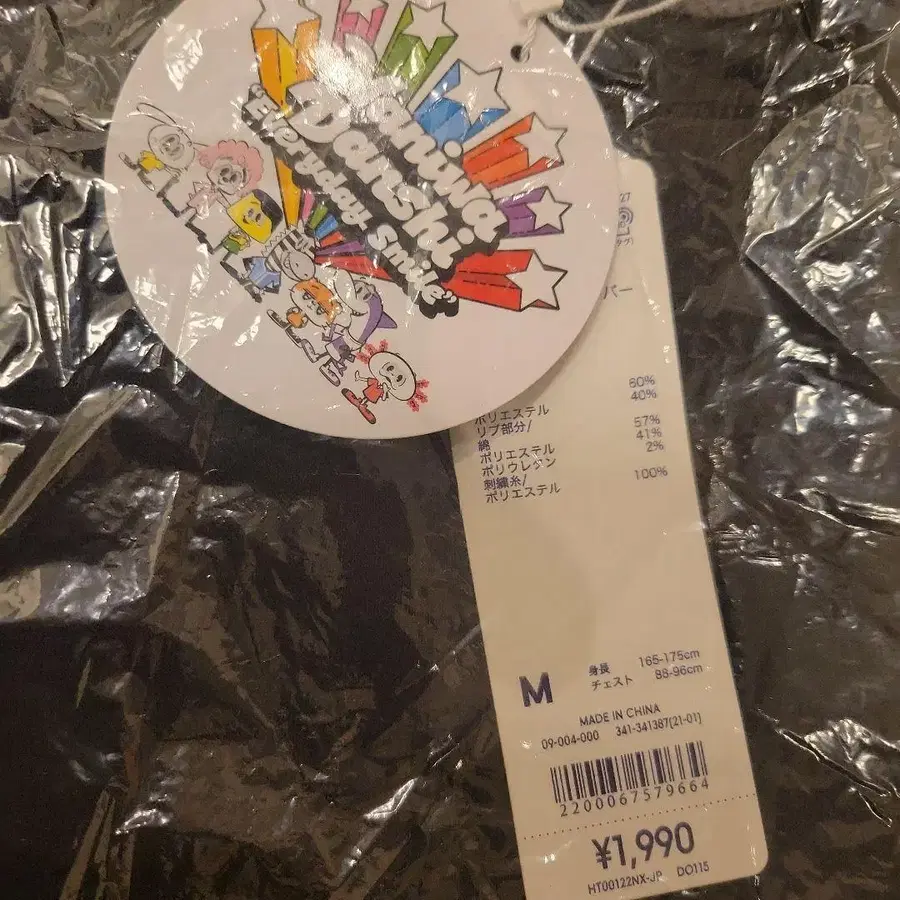 Naniwa
Danshi
"Everyday
Smile"
27
バー
60%
40%
ポリエステル
リブ部分/
綿 57%
ポリエステル 41%
ポリウレタン 2%
刺繍糸/
ポリエステル 100%
M
身長 165-175cm
チェスト 88-96cm
MADE IN CHINA
09-004-000 341-341387(21-01)
2200067579664
¥1,990
HT00122NX-JP DO115